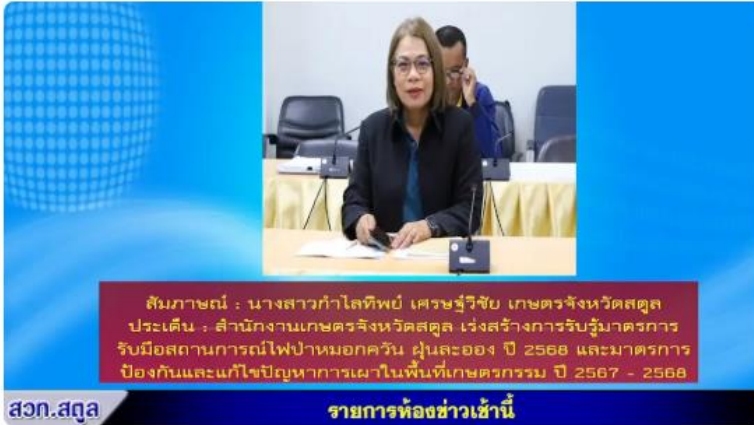 สัมภาษณ์ : นางสาวกำไลทิพย์ เศรษฐ์วิชัย เกษตรจังหวัดสตูล
ประเด็น : สำนักงานเกษตรจังหวัดสตูล เร่งสร้างการรับรู้มาตรการ
รับมือสถานการณ์ไฟป่าหมอกควัน ฝุ่นละออง ปี 2568 และมาตรการ
ป้องกันและแก้ไขปัญหาการเผาในพื้นที่เกษตรกรรม ปี 2567 - 2568
สวท.สตูล
รายการห้องข่าวเช้านี้